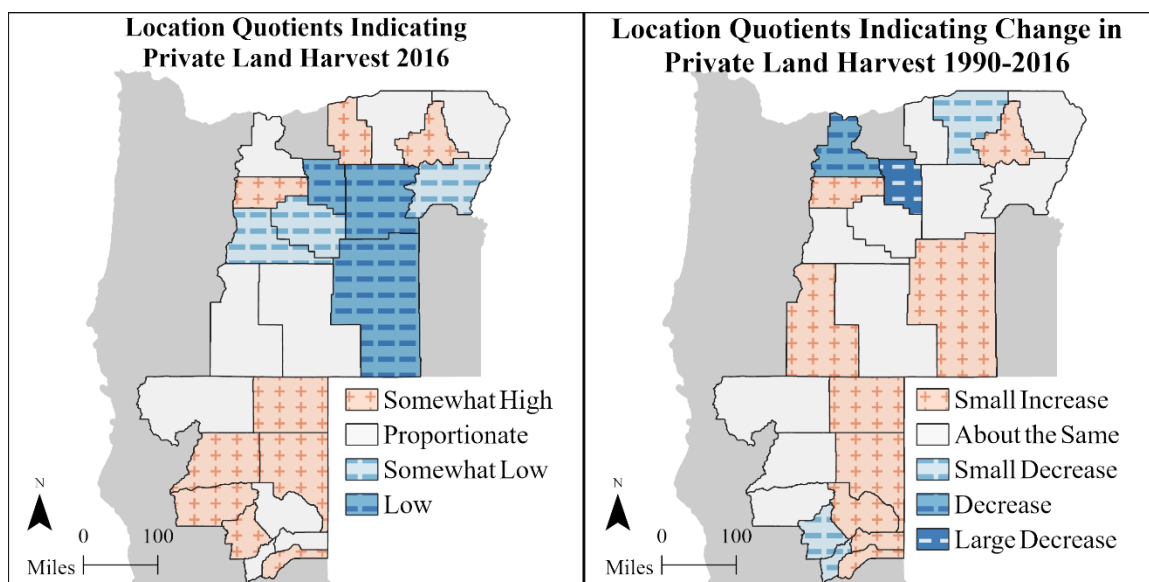 Location Quotients Indicating
Private Land Harvest 2016
Somewhat High
Proportionate
Somewhat Low
Low
N
0 100
Miles
Location Quotients Indicating Change in
Private Land Harvest 1990-2016
Small Increase
About the Same
Small Decrease
Decrease
Large Decrease
N
0 100
Miles